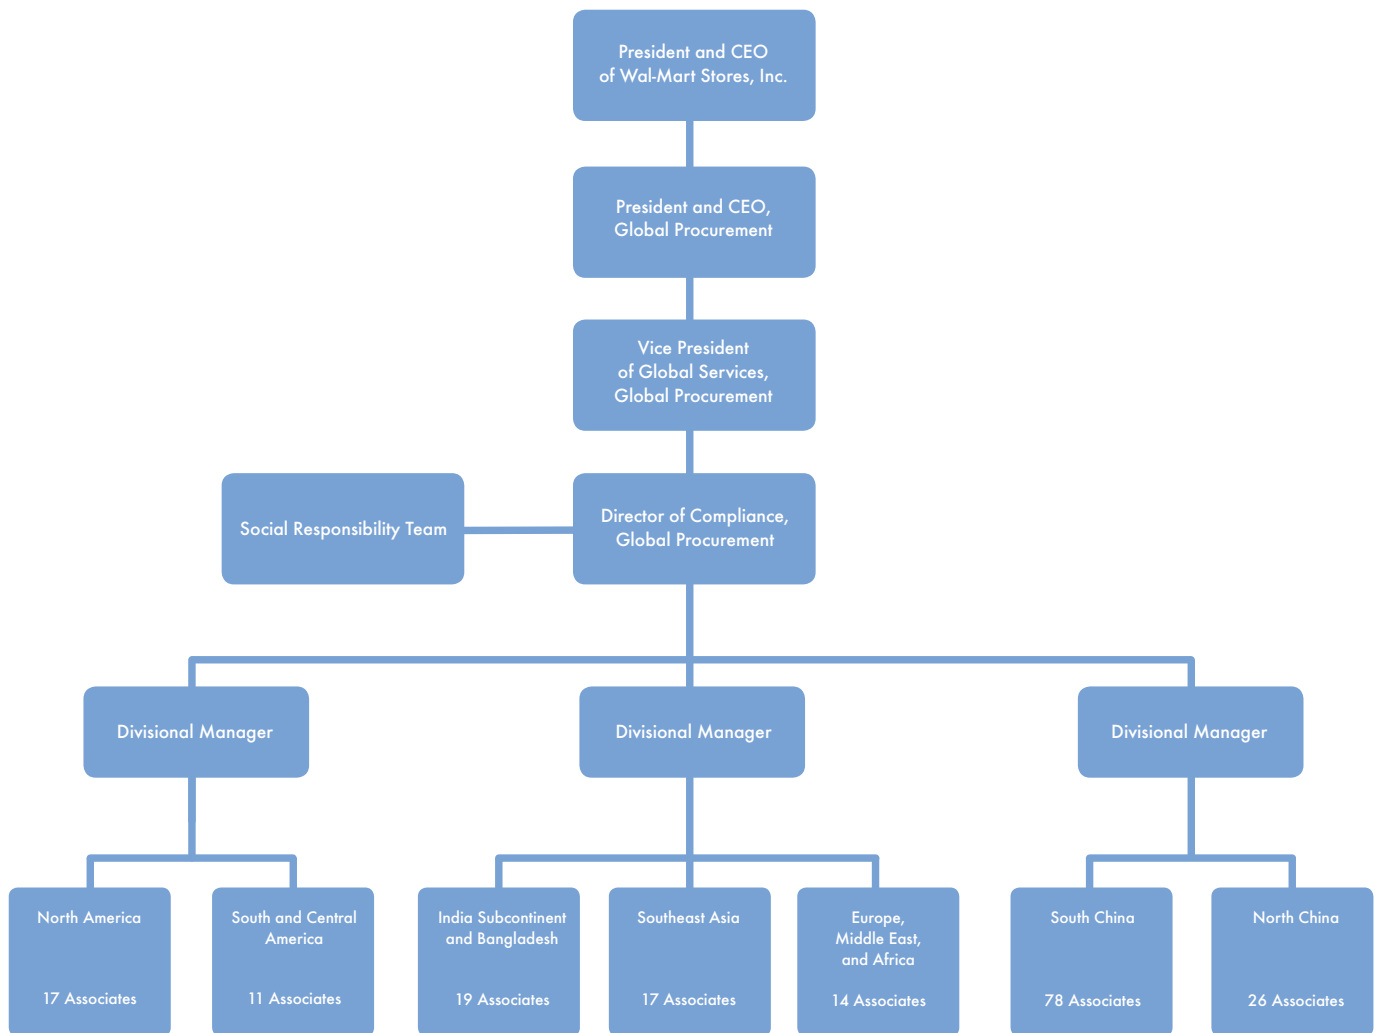 President and CEO
of Wal-Mart Stores, Inc.
President and CEO,
Global Procurement
Vice President
of Global Services,
Global Procurement
Social Responsibility Team
Director of Compliance,
Global Procurement
Divisional Manager
Divisional Manager
Divisional Manager
North America
17 Associates
South and Central
America
11 Associates
India Subcontinent
and Bangladesh
19 Associates
Southeast Asia
17 Associates
Europe,
Middle East,
and Africa
14 Associates
South China
78 Associates
North China
26 Associates